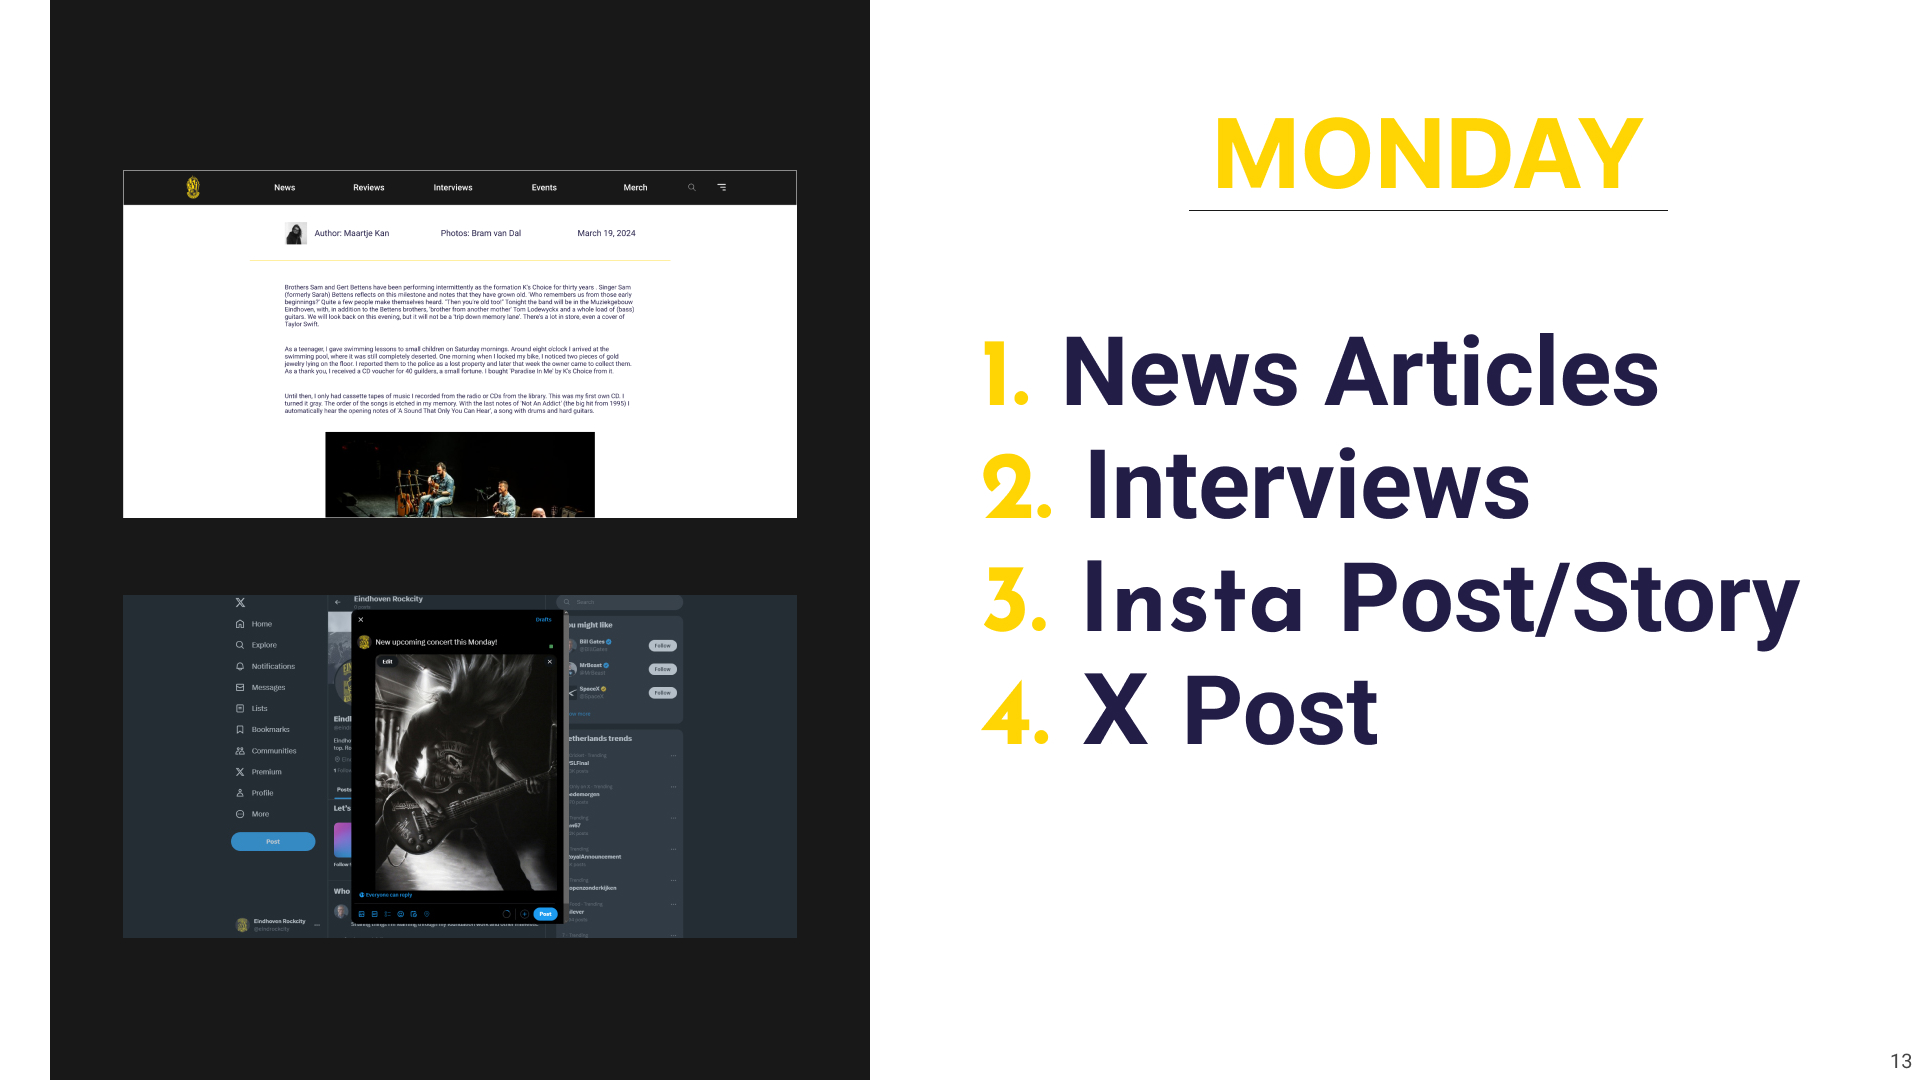 News Reviews Interviews Events Merch
Author: Maartje Kan Photos: Bram van Dal March 19, 2024
Brothers Sam and Gert Bettens have been performing intermittently as the formation K's Choice for thirty years . Singer Sam
(formerly Sarah) Bettens reflects on this milestone and notes that they have grown old. 'Who remembers us from those early
beginnings?' Quite a few people make themselves heard. 'Then you're old too!' Tonight the band will be in the Muziekgebouw
Eindhoven, with, in addition to the Bettens brothers, 'brother from another mother' Tom Lodewyckx and a whole load of (bass)
guitars. We will look back on this evening, but it will not be a 'trip down memory lane'. There's a lot in store, even a cover of
Taylor Swift.
As a teenager, I gave swimming lessons to small children on Saturday mornings. Around eight o'clock I arrived at the
swimming pool, where it was still completely deserted. One morning when I locked my bike, I noticed two pieces of gold
jewelry lying on the floor. I reported them to the police as a lost property and later that week the owner came to collect them.
As a thank you, I received a CD voucher for 40 guilders, a small fortune. I bought 'Paradise In Me' by K's Choice from it.
Until then, I only had cassette tapes of music I recorded from the radio or CDs from the library. This was my first own CD. I
turned it gray. The order of the songs is etched in my memory. With the last notes of 'Not An Addict' (the big hit from 1995) I
automatically hear the opening notes of 'A Sound That Only You Can Hear', a song with drums and hard guitars.
Home
Explore
Notifications
Messages
Lists
Bookmarks
Communities
Premium
Profile
More
Post
Eindhoven Rockcity
@eindrockcity
Eindhoven Rockcity
0 posts
Posts
Let's
Follow
Who
Drafts
New upcoming concert this Monday!
Edit
Everyone can reply
Post
Search
might like
Bill Gates
@BillGates
Follow
MrBeast
Follow
SpaceX
@SpaceX
Follow
etherlands trends
Trending
MONDAY
1. News Articles
2. Interviews
3. Insta Post/Story
4. X Post
13